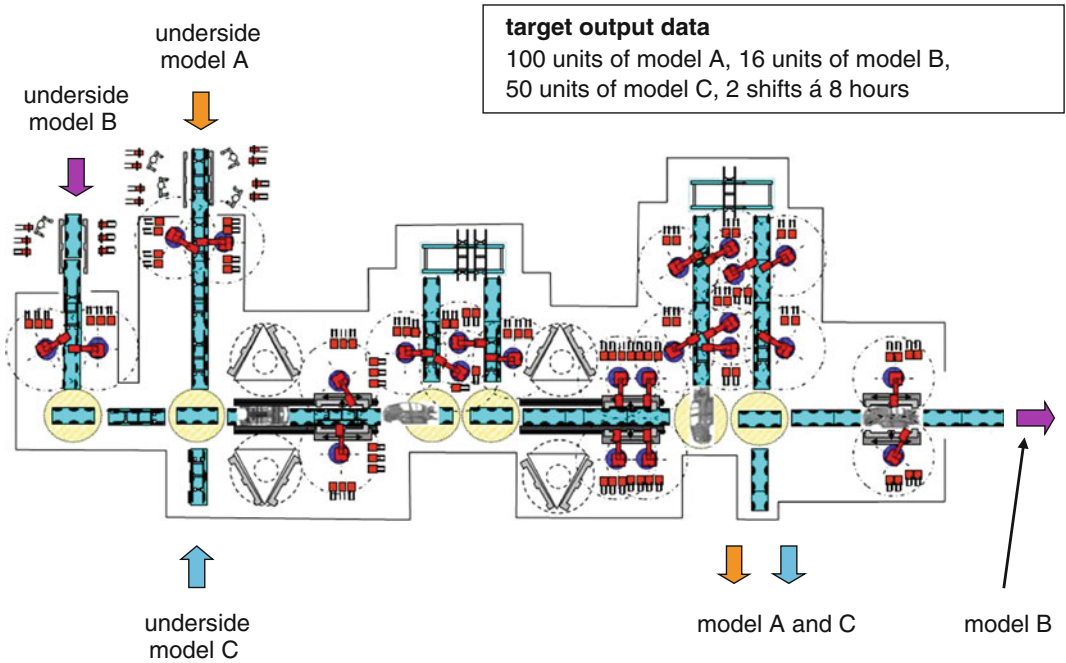 underside
model A
target output data
100 units of model A, 16 units of model B,
50 units of model C, 2 shifts á 8 hours
underside
model B
underside
model C
model A and C
model B